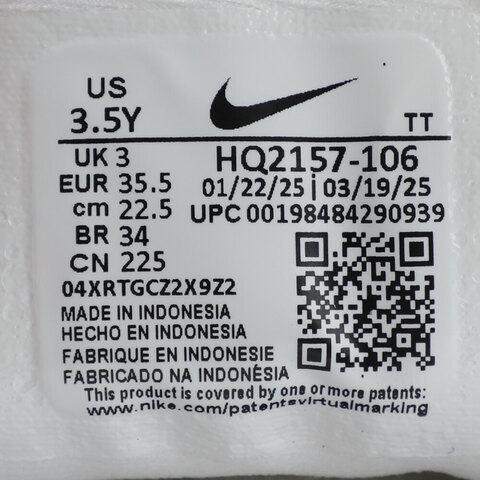 US
3.5Y
TT
UK 3
EUR 35.5
cm 22.5
BR 34
CN 225
HQ2157-106
01/22/25 | 03/19/25
UPC 00198484290939
04XRTGCZ2X9Z2
MADE IN INDONESIA
HECHO EN INDONESIA
FABRIQUE EN INDONESIE
FABRICADO NA INDONÉSIA
This product is covered by one or more patents:
www.nike.com/patentsvirtualmarking